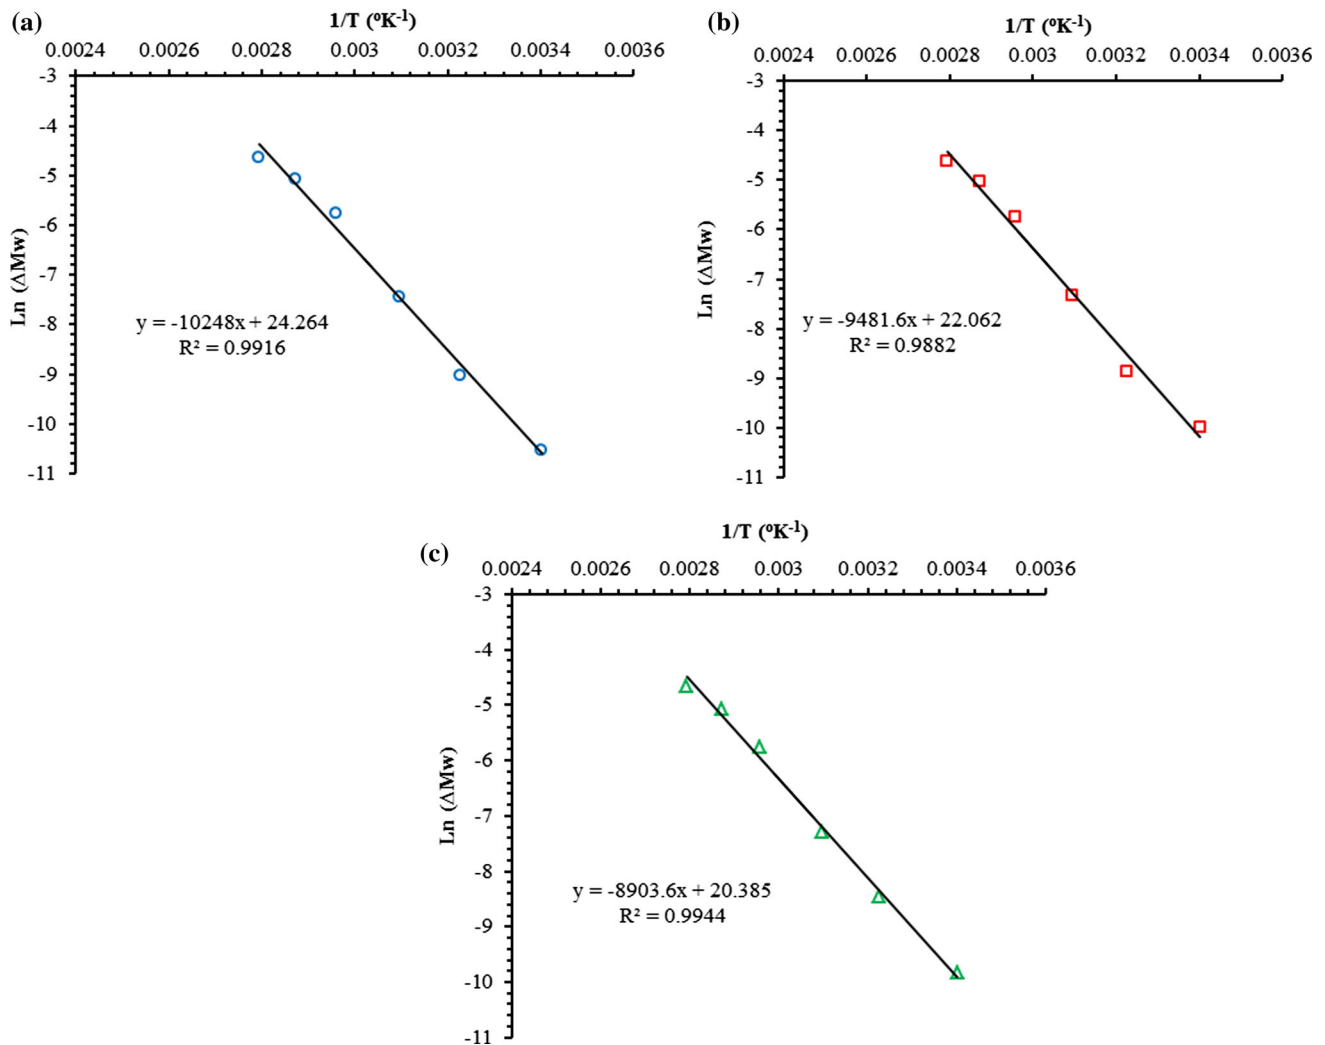 (a)
1/T (ºK-1)
0.0024 0.0026 0.0028 0.003 0.0032 0.0034 0.0036
-3
-4
-5
-6
-7
-8
-9
-10
-11
Ln (ΔMw)
y = -10248x + 24.264
R² = 0.9916
(b)
1/T (ºK-1)
0.0024 0.0026 0.0028 0.003 0.0032 0.0034 0.0036
-3
-4
-5
-6
-7
-8
-9
-10
-11
Ln (ΔMw)
y = -9481.6x + 22.062
R² = 0.9882
(c)
1/T (ºK-1)
0.0024 0.0026 0.0028 0.003 0.0032 0.0034 0.0036
-3
-4
-5
-6
-7
-8
-9
-10
-11
Ln (ΔMw)
y = -8903.6x + 20.385
R² = 0.9944